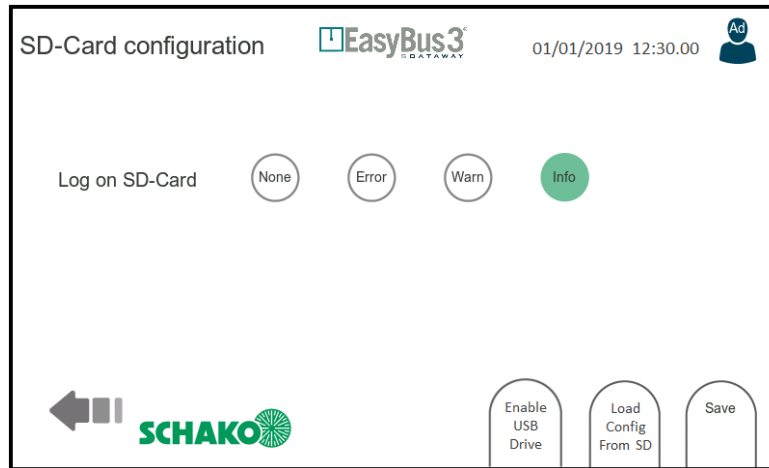 SD-Card configuration
EasyBus3®
SDATAWAY
01/01/2019 12:30.00
Ad
Log on SD-Card
None
Error
Warn
Info
SCHAKO
Enable
USB
Drive
Load
Config
From SD
Save